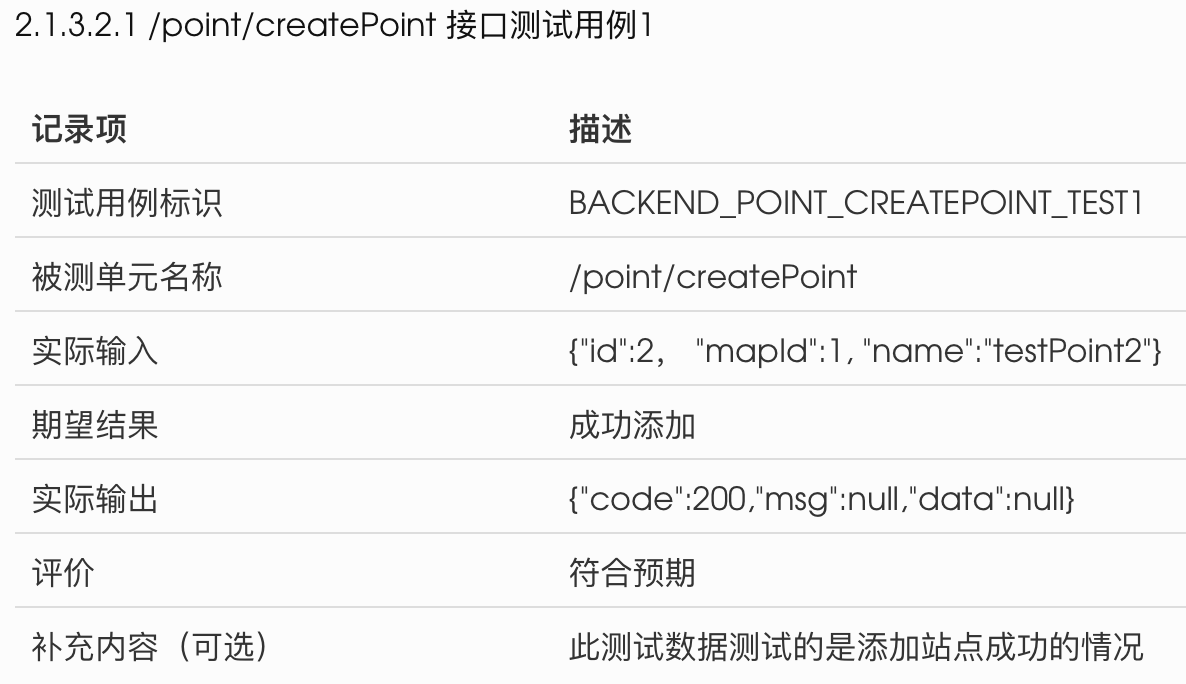 2.1.3.2.1 /point/createPoint 接口测试用例1
记录项 描述
测试用例标识 BACKEND_POINT_CREATEPOINT_TEST1
被测单元名称 /point/createPoint
实际输入 {"id":2， "mapId":1, "name":"testPoint2"}
期望结果 成功添加
实际输出 {"code":200,"msg":null,"data":null}
评价 符合预期
补充内容（可选） 此测试数据测试的是添加站点成功的情况